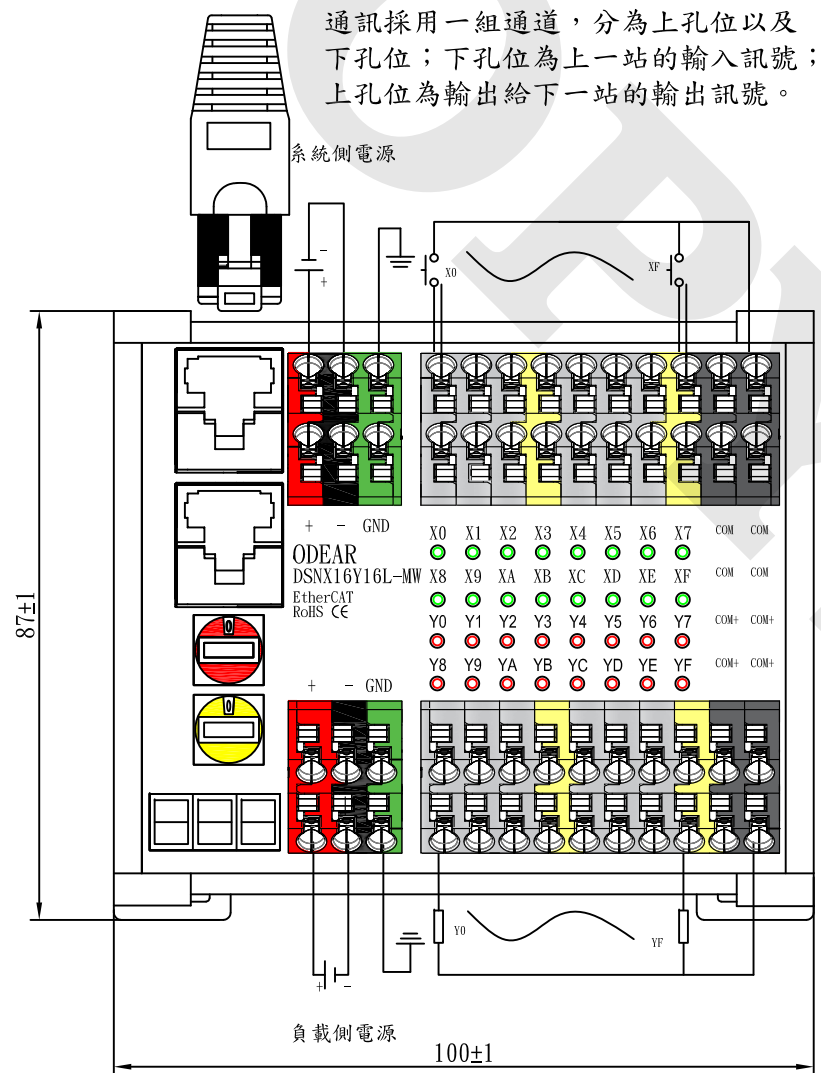 通訊採用一組通道，分為上孔位以及
下孔位；下孔位為上一站的輸入訊號；
上孔位為輸出給下一站的輸出訊號。
系統側電源
-
+
X0
XF
+ - GND
X0 X1 X2 X3 X4 X5 X6 X7 COM COM
ODEAR
DSNX16Y16L-MW
X8 X9 XA XB XC XD XE XF COM COM
EtherCAT
RoHS CE
Y0 Y1 Y2 Y3 Y4 Y5 Y6 Y7 COM+ COM+
Y8 Y9 YA YB YC YD YE YF COM+ COM+
0
0
+ - GND
87±1
Y0
YF
+ -
負載側電源
100±1
COPY